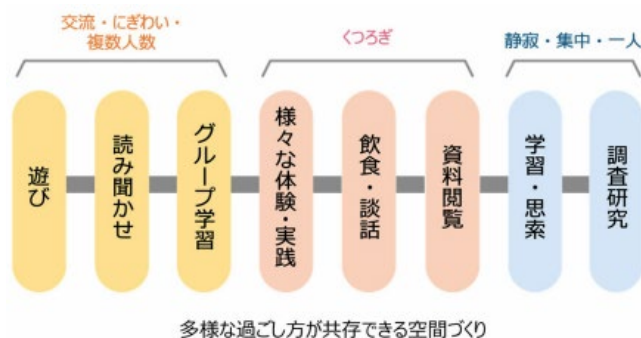 交流・にぎわい・
複数人数
くつろぎ
静寂・集中・一人
遊び
読み聞かせ
グループ学習
様々な体験・実践
飲食・談話
資料閲覧
学習・思索
調査研究
多様な過ごし方が共存できる空間づくり